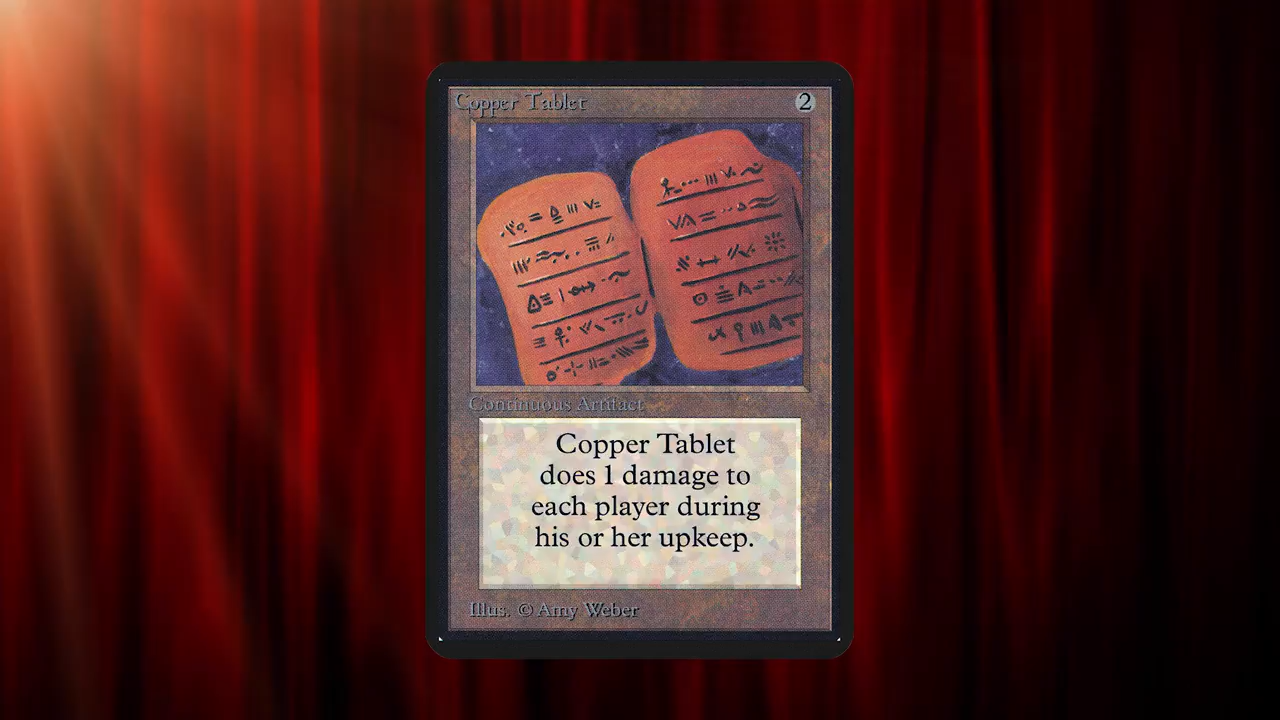 Copper Tablet 2
Continuous Artifact
Copper Tablet
does 1 damage to
each player during
his or her upkeep.
Illus. © Amy Weber